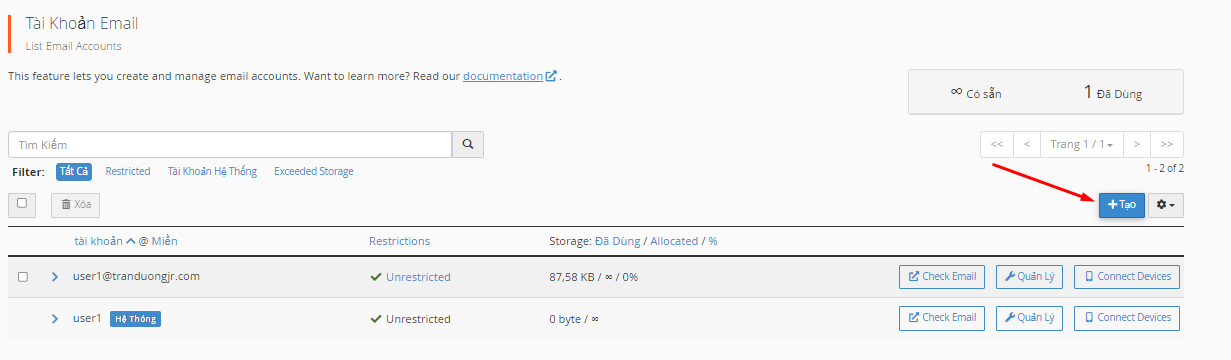 Tài Khoản Email
List Email Accounts
This feature lets you create and manage email accounts. Want to learn more? Read our documentation .
∞ Có sẵn 1 Đã Dùng
Tìm Kiếm
<< < Trang 1 / 1 > >>
Filter: Tất Cả Restricted Tài Khoản Hệ Thống Exceeded Storage
1 - 2 of 2
Xóa
+ Tạo
tài khoản @ Miền Restrictions Storage: Đã Dùng / Allocated / %
user1@tranduongjr.com Unrestricted 87,58 KB / ∞ / 0% Check Email Quản Lý Connect Devices
user1 Hệ Thống Unrestricted 0 byte / ∞ Check Email Quản Lý Connect Devices